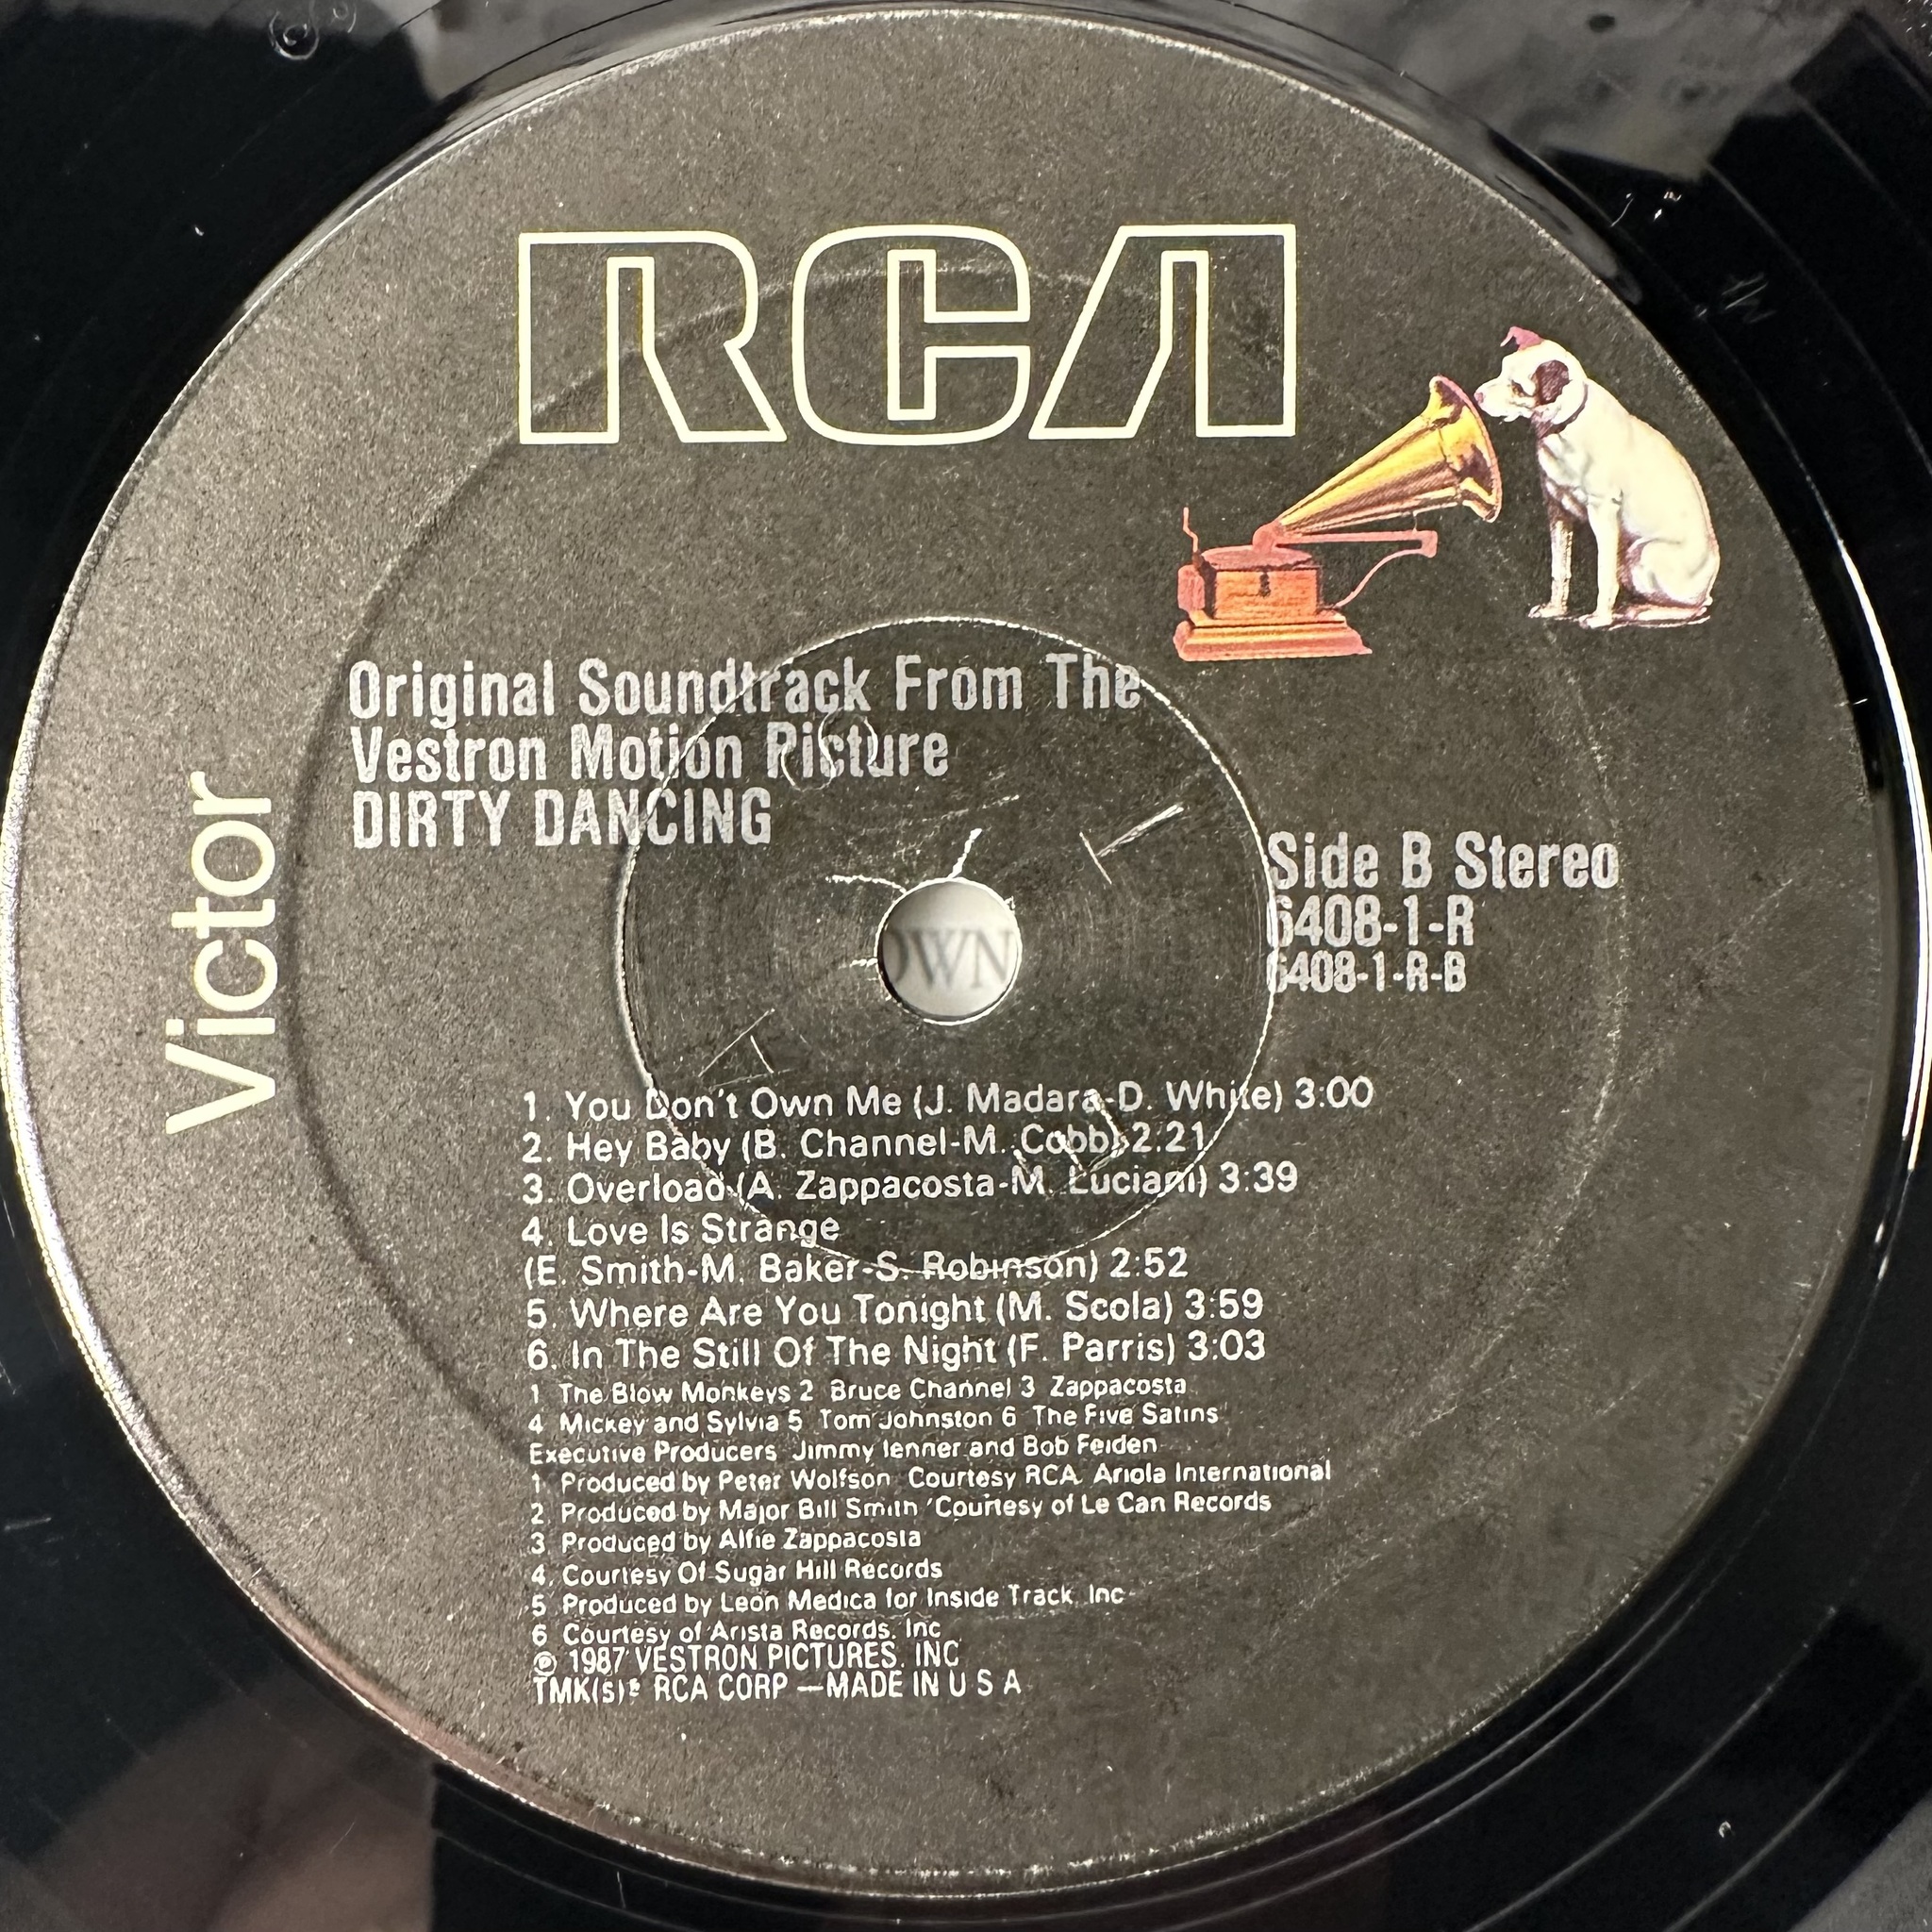 RCA
Victor
Original Soundtrack From The
Vestron Motion Picture
DIRTY DANCING
Side B Stereo
6408-1-R
6408-1-R-B
OWN
1. You Don't Own Me (J. Madara-D. White) 3:00
2. Hey Baby (B. Channel-M. Cobb) 2.21
3. Overload (A. Zappacosta-M. Luciani) 3:39
4. Love Is Strange
(E. Smith-M. Baker-S. Robinson) 2:52
5. Where Are You Tonight (M. Scola) 3:59
6. In The Still Of The Night (F. Parris) 3:03
1 The Blow Monkeys 2 Bruce Channel 3 Zappacosta
4 Mickey and Sylvia 5 Tom Johnston 6 The Five Satins
Executive Producers Jimmy Ienner and Bob Feiden
1. Produced by Peter Wolfson Courtesy RCA Ariola International
2 Produced by Major Bill Smith Courtesy of Le Can Records
3 Produced by Alfie Zappacosta
4. Courtesy Of Sugar Hill Records
5 Produced by Leon Medica for Inside Track Inc
6 Courtesy of Arista Records, Inc
℗ 1987 VESTRON PICTURES, INC
TMK(s)® RCA CORP —MADE IN U S A